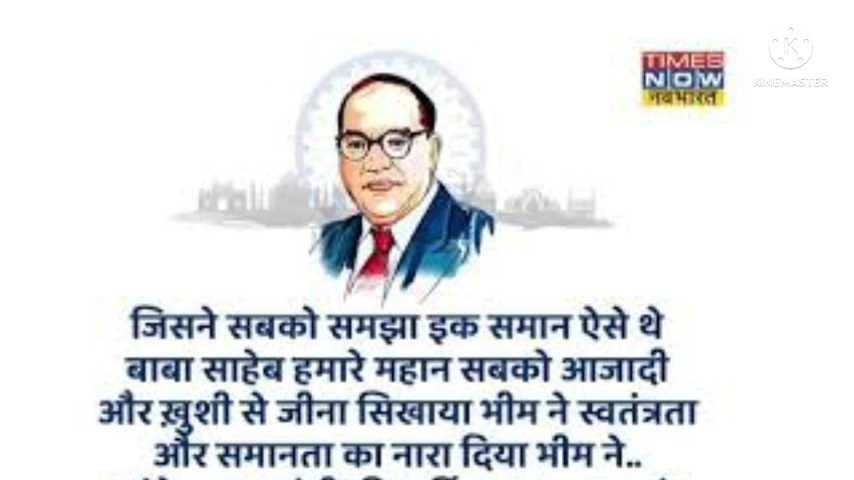 TIMES
NOW
नवभारत
KINEMASTER
जिसने सबको समझा इक समान ऐसे थे
बाबा साहेब हमारे महान सबको आजादी
और ख़ुशी से जीना सिखाया भीम ने स्वतंत्रता
और समानता का नारा दिया भीम ने..